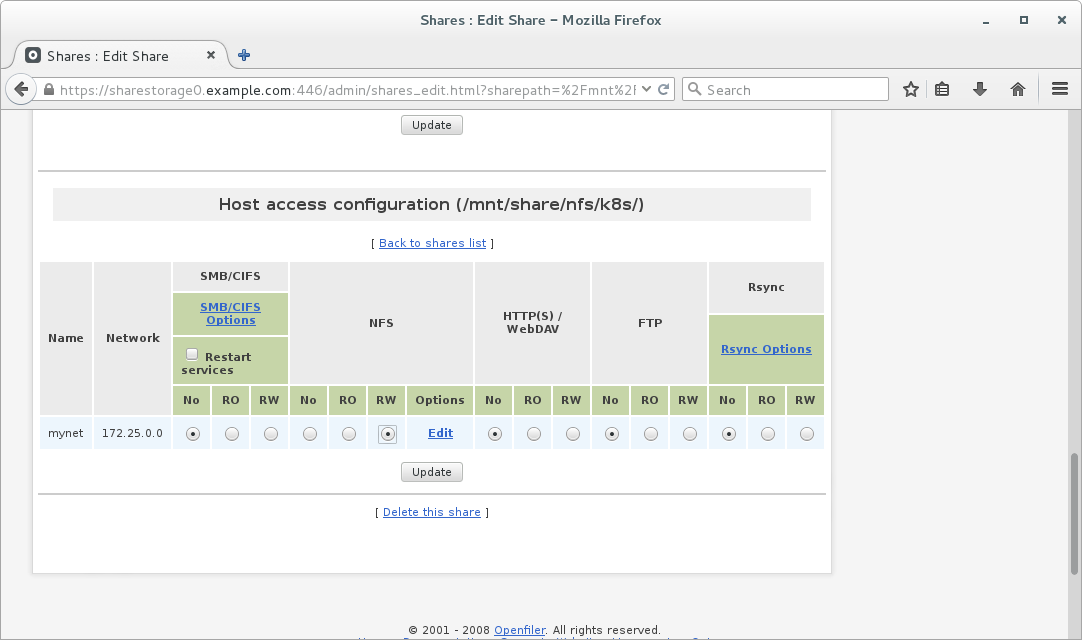 Shares : Edit Share – Mozilla Firefox
Shares : Edit Share
https://sharestorage0.example.com:446/admin/shares_edit.html?sharepath=%2Fmnt%2F
Search
Update
Host access configuration (/mnt/share/nfs/k8s/)
[ Back to shares list ]
Name Network SMB/CIFS NFS HTTP(S) / WebDAV FTP Rsync
SMB/CIFS Options
Rsync Options
Restart services
No RO RW No RO RW Options No RO RW No RO RW No RO RW
mynet 172.25.0.0 Edit
Update
[ Delete this share ]
© 2001 - 2008 Openfiler. All rights reserved.